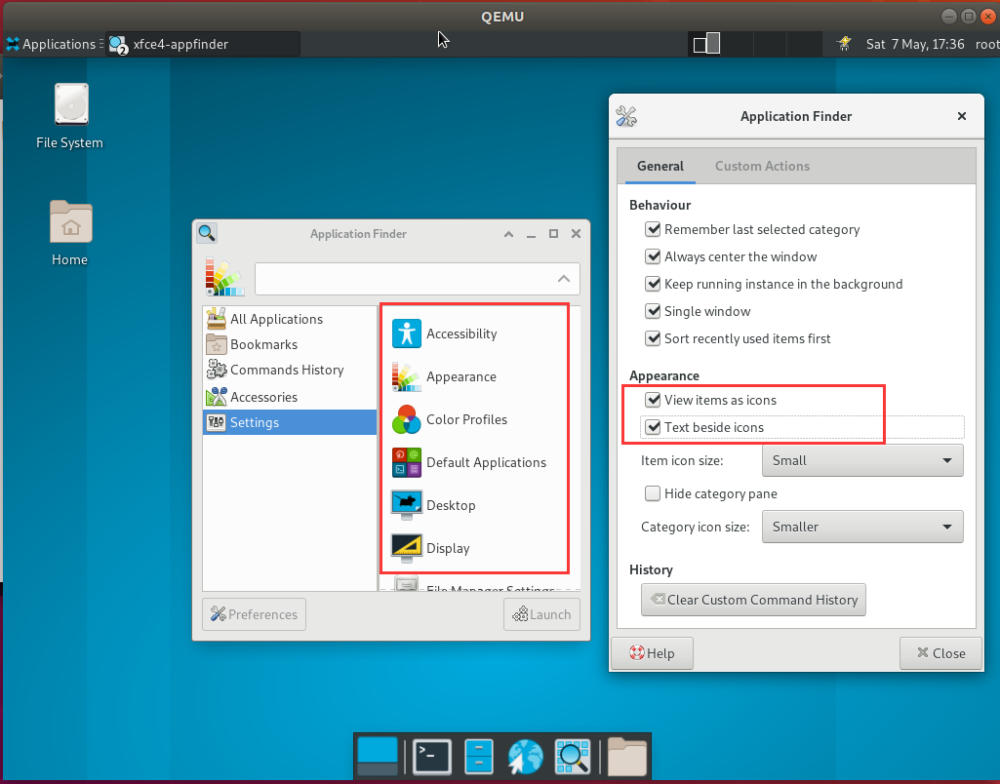 QEMU
Applications
2
xfce4-appfinder
Sat 7 May, 17:36
root
File System
Home
Application Finder
All Applications
Bookmarks
Commands History
Accessories
Settings
Accessibility
Appearance
Color Profiles
Default Applications
Desktop
Display
File Manager Settings
Preferences
Launch
Application Finder
General
Custom Actions
Behaviour
Remember last selected category
Always center the window
Keep running instance in the background
Single window
Sort recently used items first
Appearance
View items as icons
Text beside icons
Item icon size:
Small
Hide category pane
Category icon size:
Smaller
History
Clear Custom Command History
Help
Close